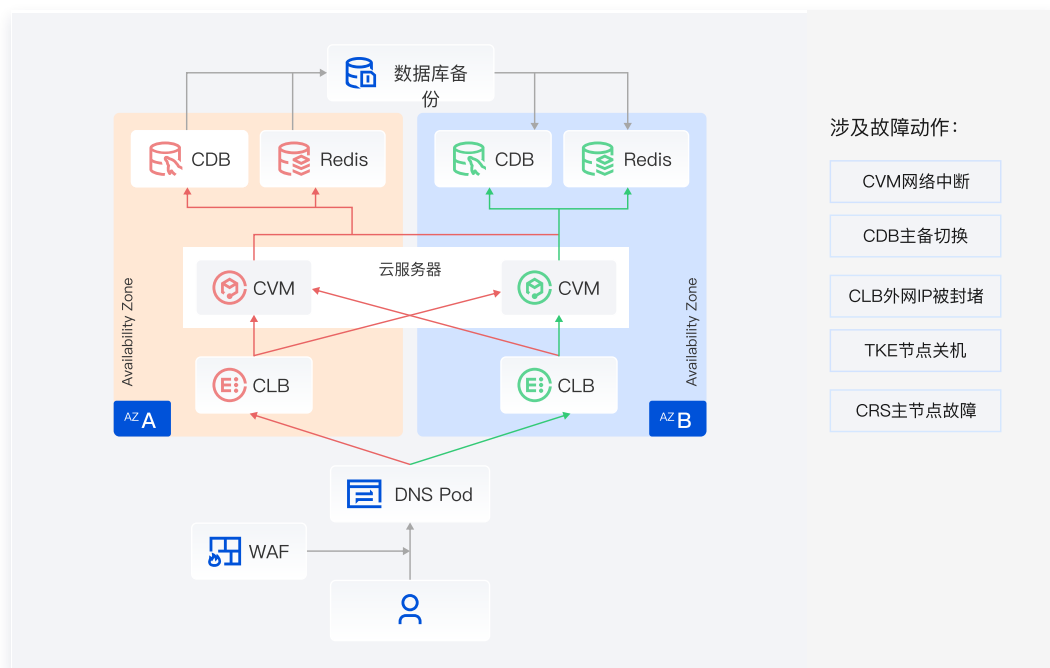 数据库备
份
CDB
Redis
CDB
Redis
云服务器
CVM
CVM
Availability Zone
Availability Zone
CLB
CLB
AZ A
AZ B
DNS Pod
WAF
涉及故障动作：
CVM网络中断
CDB主备切换
CLB外网IP被封堵
TKE节点关机
CRS主节点故障